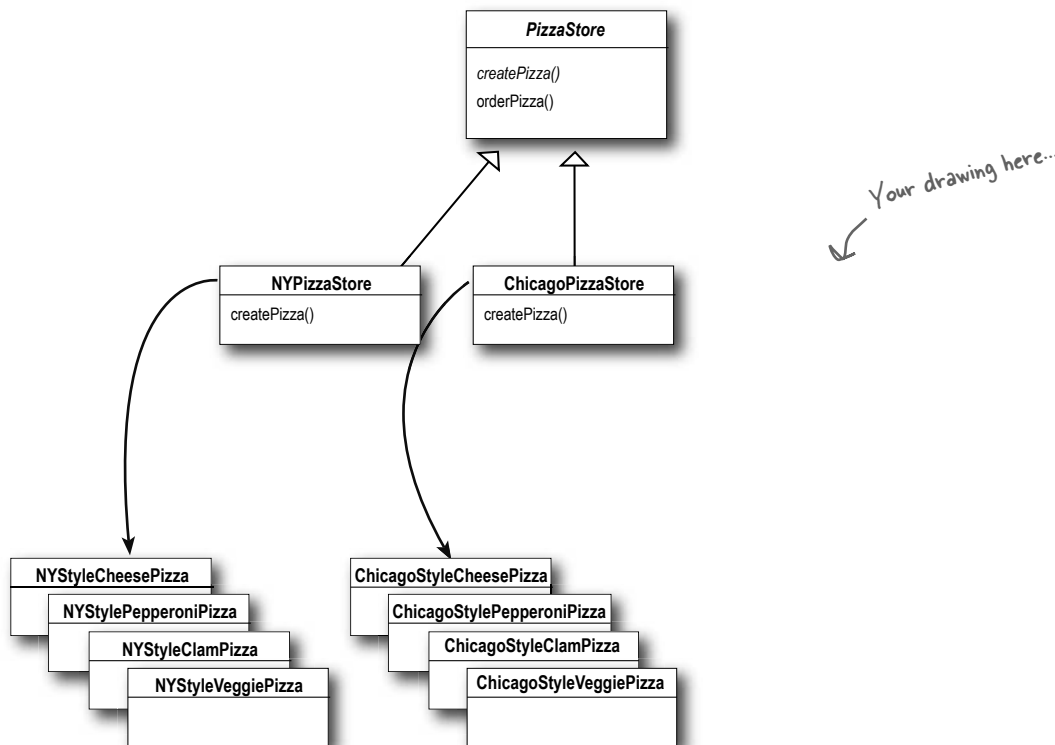 PizzaStore
createPizza()
orderPizza()
Your drawing here...
NYPizzaStore
createPizza()
ChicagoPizzaStore
createPizza()
NYStyleCheesePizza
NYStylePepperoniPizza
NYStyleClamPizza
NYStyleVeggiePizza
ChicagoStyleCheesePizza
ChicagoStylePepperoniPizza
ChicagoStyleClamPizza
ChicagoStyleVeggiePizza